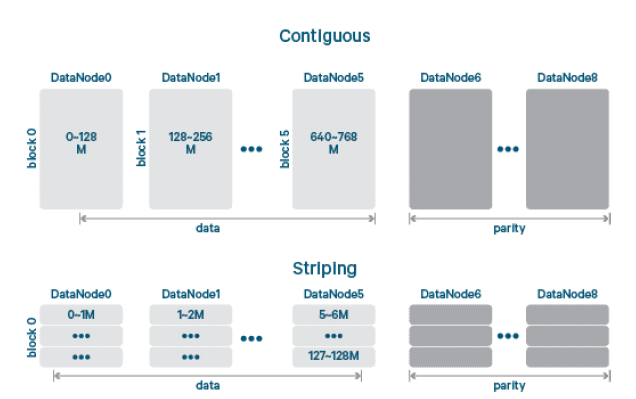 Contiguous
DataNode0 DataNode1 DataNode5 DataNode6 DataNode8
block 0 0~128 M block 1 128~256 M ••• block 5 640~768 M •••
data parity
Striping
DataNode0 DataNode1 DataNode5 DataNode6 DataNode8
block 0 0~1M 1~2M 5~6M
••• ••• ••• ••• •••
••• ••• 127~128M
data parity